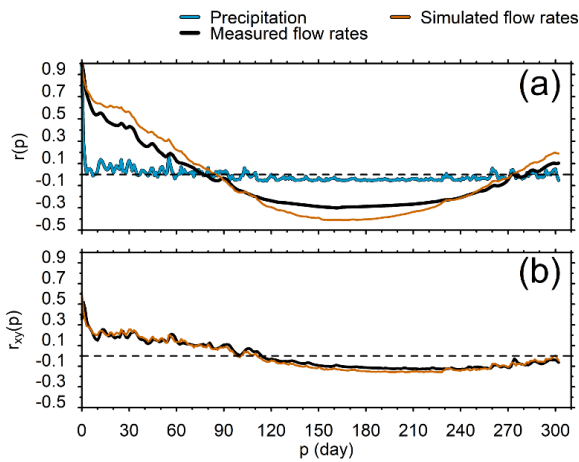 Precipitation
Simulated flow rates
Measured flow rates
(a)
r(p)
0.9
0.7
0.5
0.3
0.1
-0.1
-0.3
-0.5
(b)
rxy(p)
0.9
0.7
0.5
0.3
0.1
-0.1
-0.3
-0.5
0 30 60 90 120 150 180 210 240 270 300
p (day)